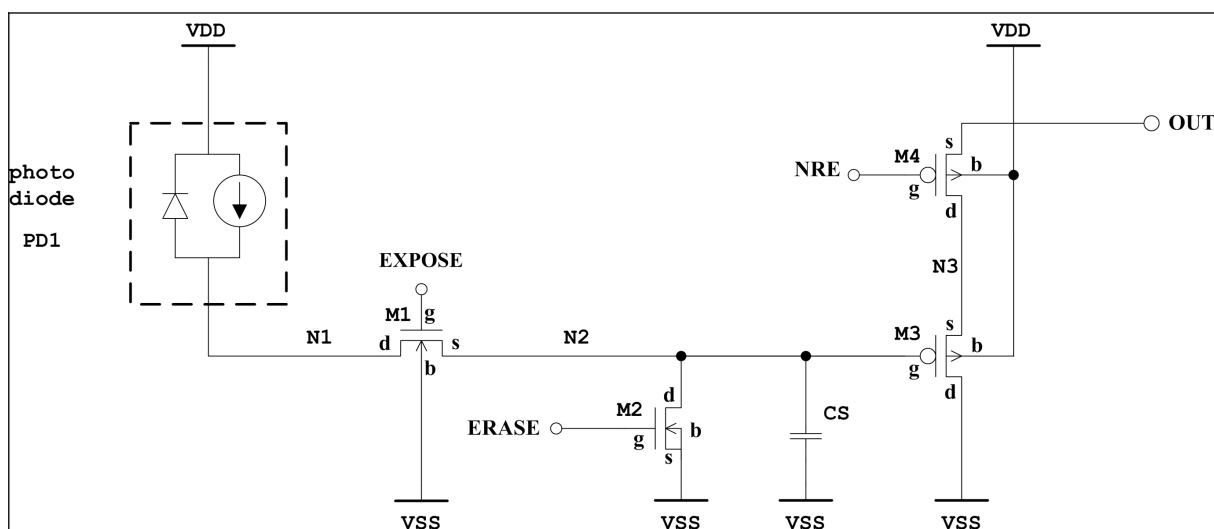 VDD
VDD
OUT
s
M4
b
NRE
g
d
photo
diode
PD1
N3
EXPOSE
M1
g
N1
d
s
N2
b
s
M3
b
g
d
d
M2
b
ERASE
g
s
CS
VSS
VSS
VSS
VSS